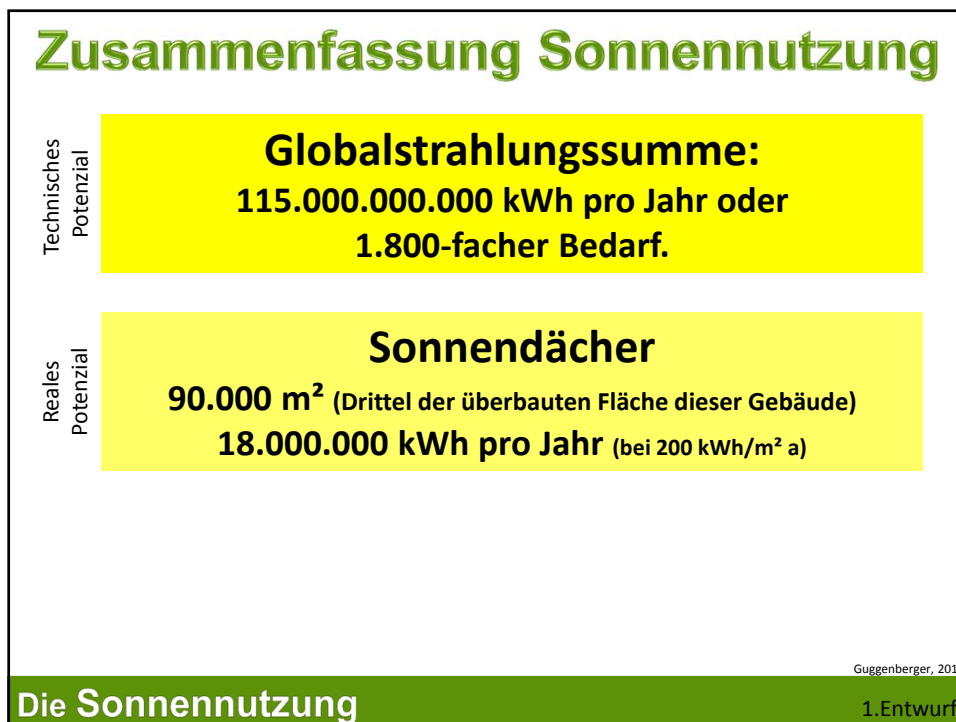 Zusammenfassung Sonnennutzung
Technisches
Potenzial
Globalstrahlungssumme:
115.000.000.000 kWh pro Jahr oder
1.800-facher Bedarf.
Reales
Potenzial
Sonnendächer
90.000 m² (Drittel der überbauten Fläche dieser Gebäude)
18.000.000 kWh pro Jahr (bei 200 kWh/m² a)
Guggenberger, 201
Die Sonnennutzung
1.Entwurf